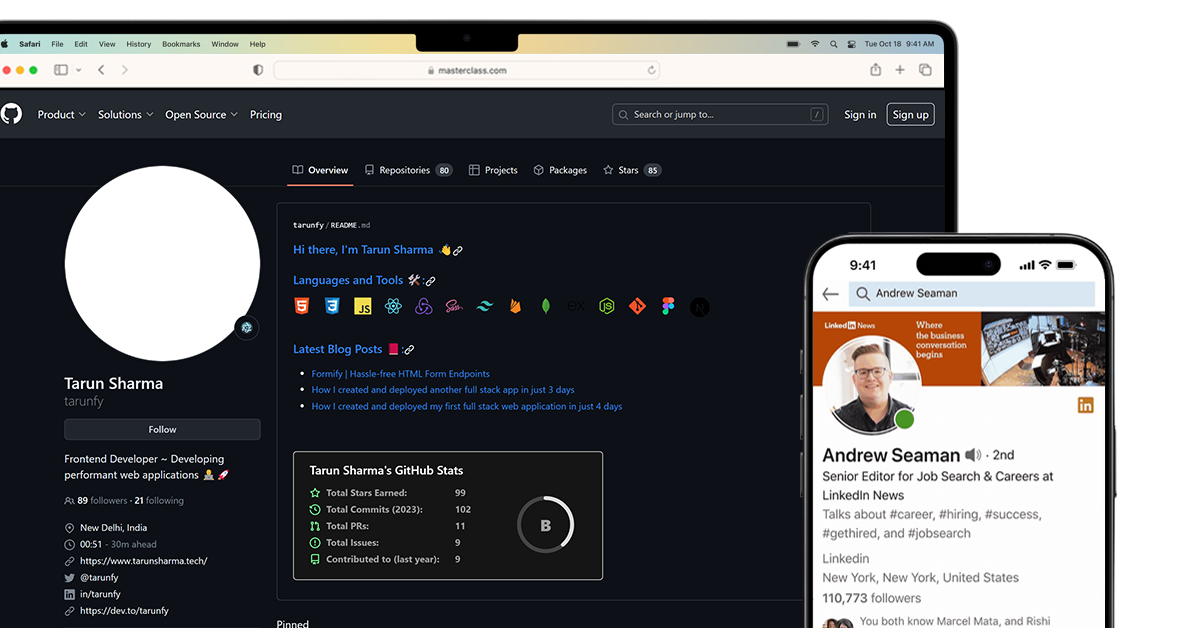 Safari File Edit View History Bookmarks Window Help
Tue Oct 18 9:41 AM
masterclass.com
Product Solutions Open Source Pricing
Search or jump to... /
Sign in Sign up
Overview Repositories 80 Projects Packages Stars 85
tarunfy / README.md
Hi there, I'm Tarun Sharma
Languages and Tools :
5 3 JS Sass EX JS N
Latest Blog Posts :
Formify | Hassle-free HTML Form Endpoints
How I created and deployed another full stack app in just 3 days
How I created and deployed my first full stack web application in just 4 days
Tarun Sharma's GitHub Stats
Total Stars Earned: 99
Total Commits (2023): 102
Total PRs: 11
Total Issues: 9
Contributed to (last year): 9
B
Pinned
Tarun Sharma
tarunfy
Follow
Frontend Developer ~ Developing
performant web applications
89 followers · 21 following
New Delhi, India
00:51 - 30m ahead
https://www.tarunsharma.tech/
@tarunfy
in/tarunfy
https://dev.to/tarunfy
9:41
Andrew Seaman
Linked in News
Where
the business
conversation
begins
in
Andrew Seaman · 2nd
Senior Editor for Job Search & Careers at
LinkedIn News
Talks about #career, #hiring, #success,
#gethired, and #jobsearch
Linkedin
New York, New York, United States
110,773 followers
You both know Marcel Mata, and Rishi